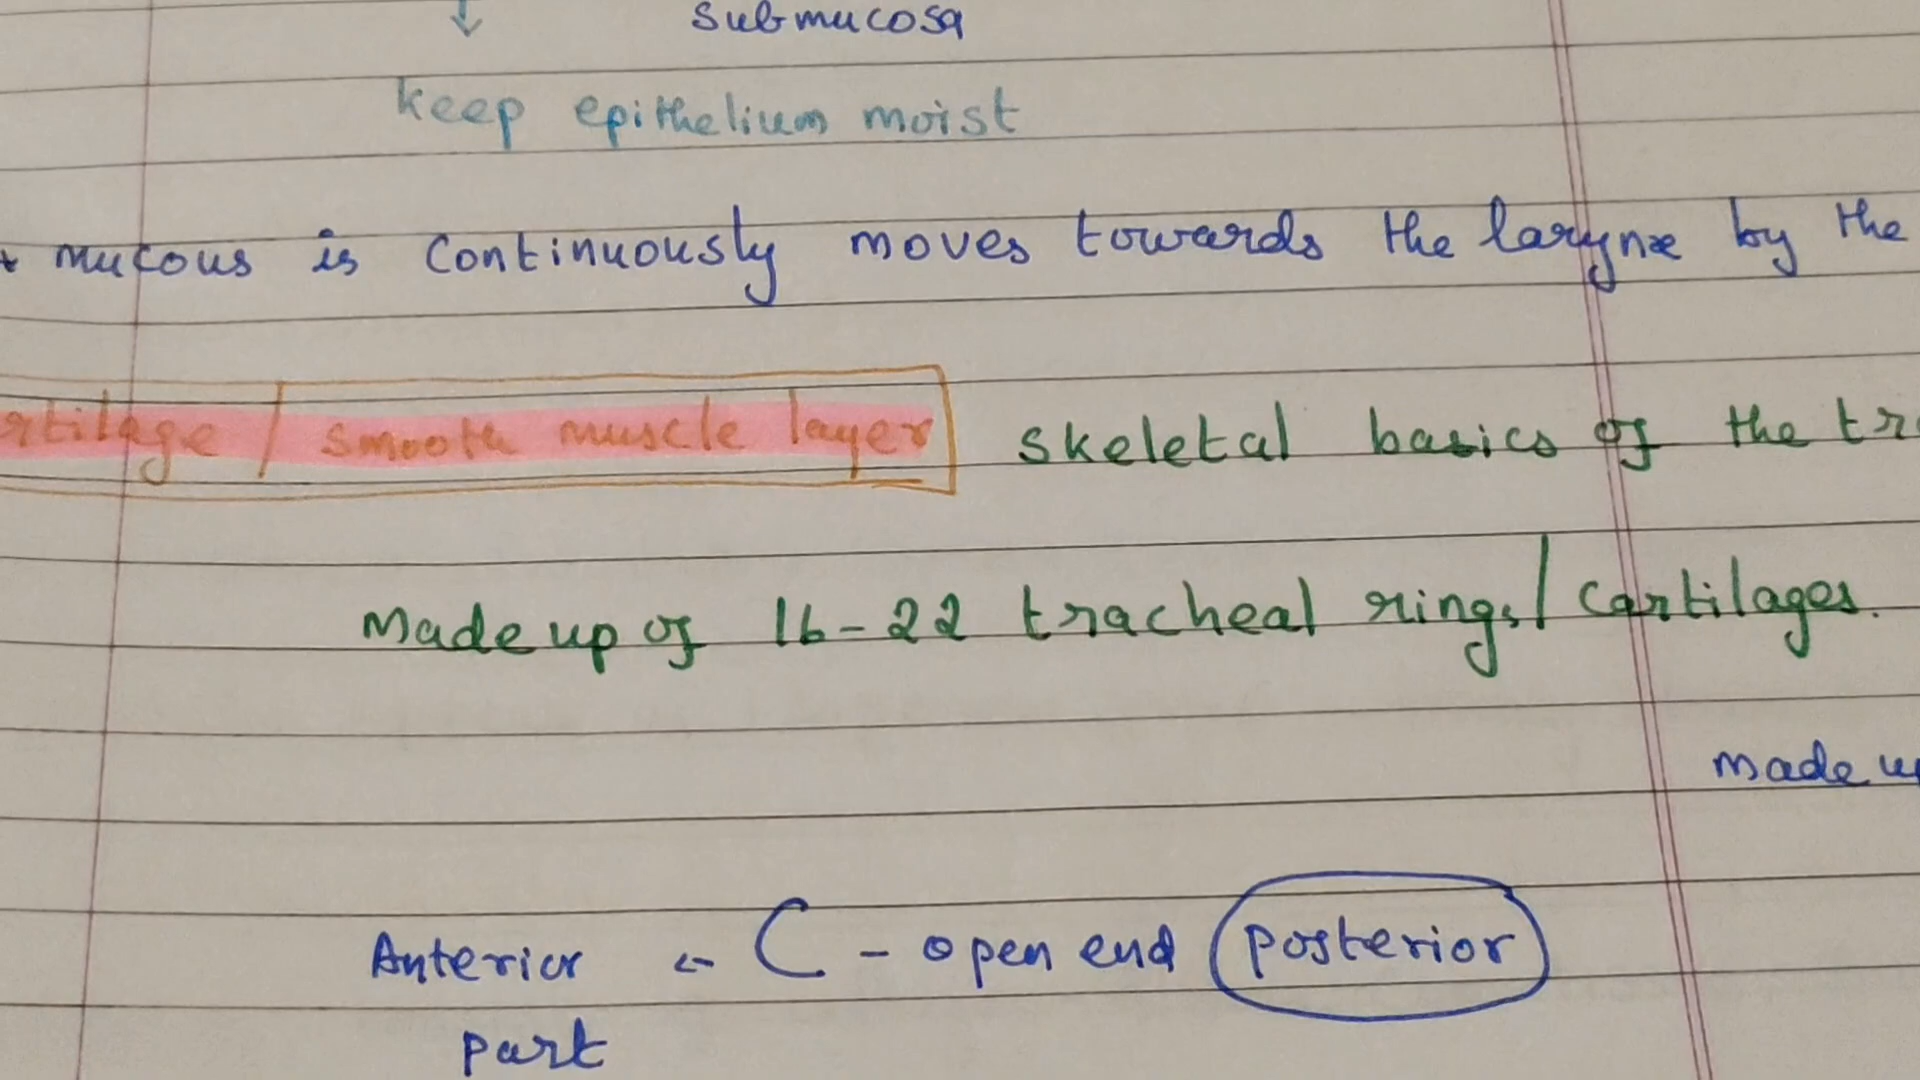 submucosa
keep epithelium moist
mucous is continuously moves towards the larynx by the
rtilage / smooth muscle layer skeletal basics of the tr
Made up of 16-22 tracheal rings / cartilages.
made up
Anterior ← C - open end posterior
part